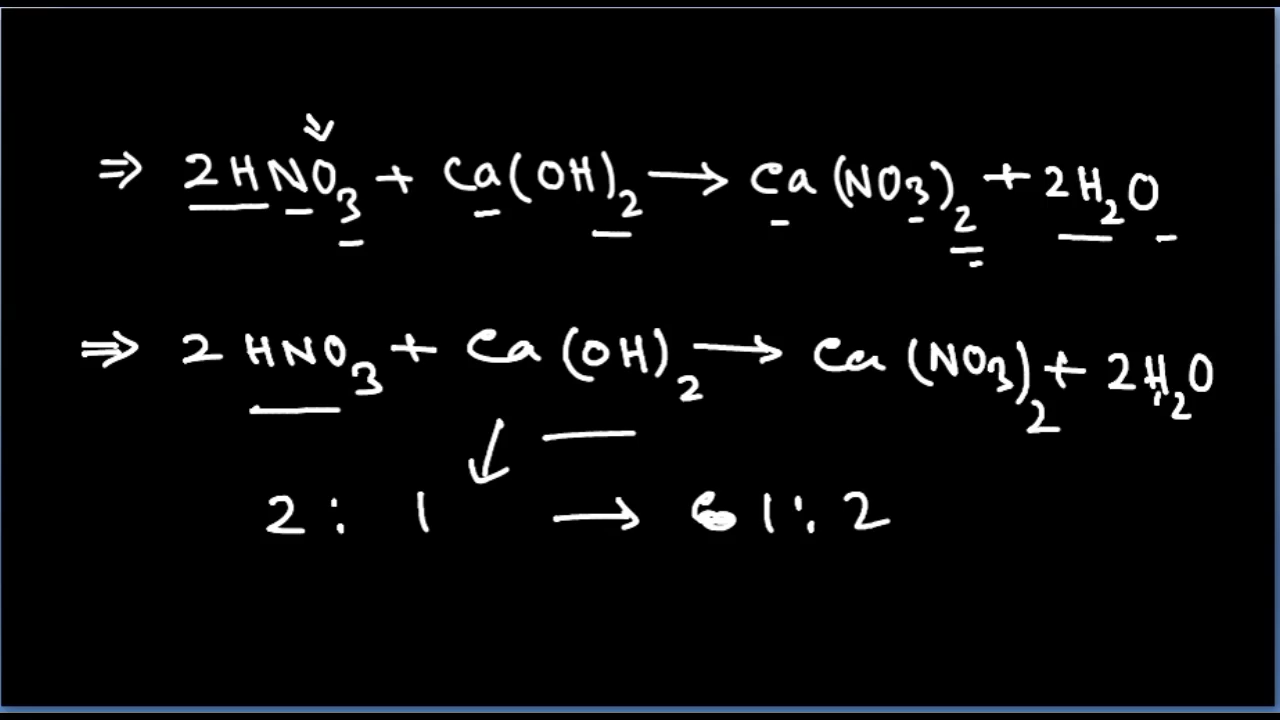 ⇒ 2HNO₃ + Ca(OH)₂ → Ca(NO₃)₂ + 2H₂O
⇒ 2HNO₃ + Ca(OH)₂ → Ca(NO₃)₂ + 2H₂O
2 : 1 → 1 : 2